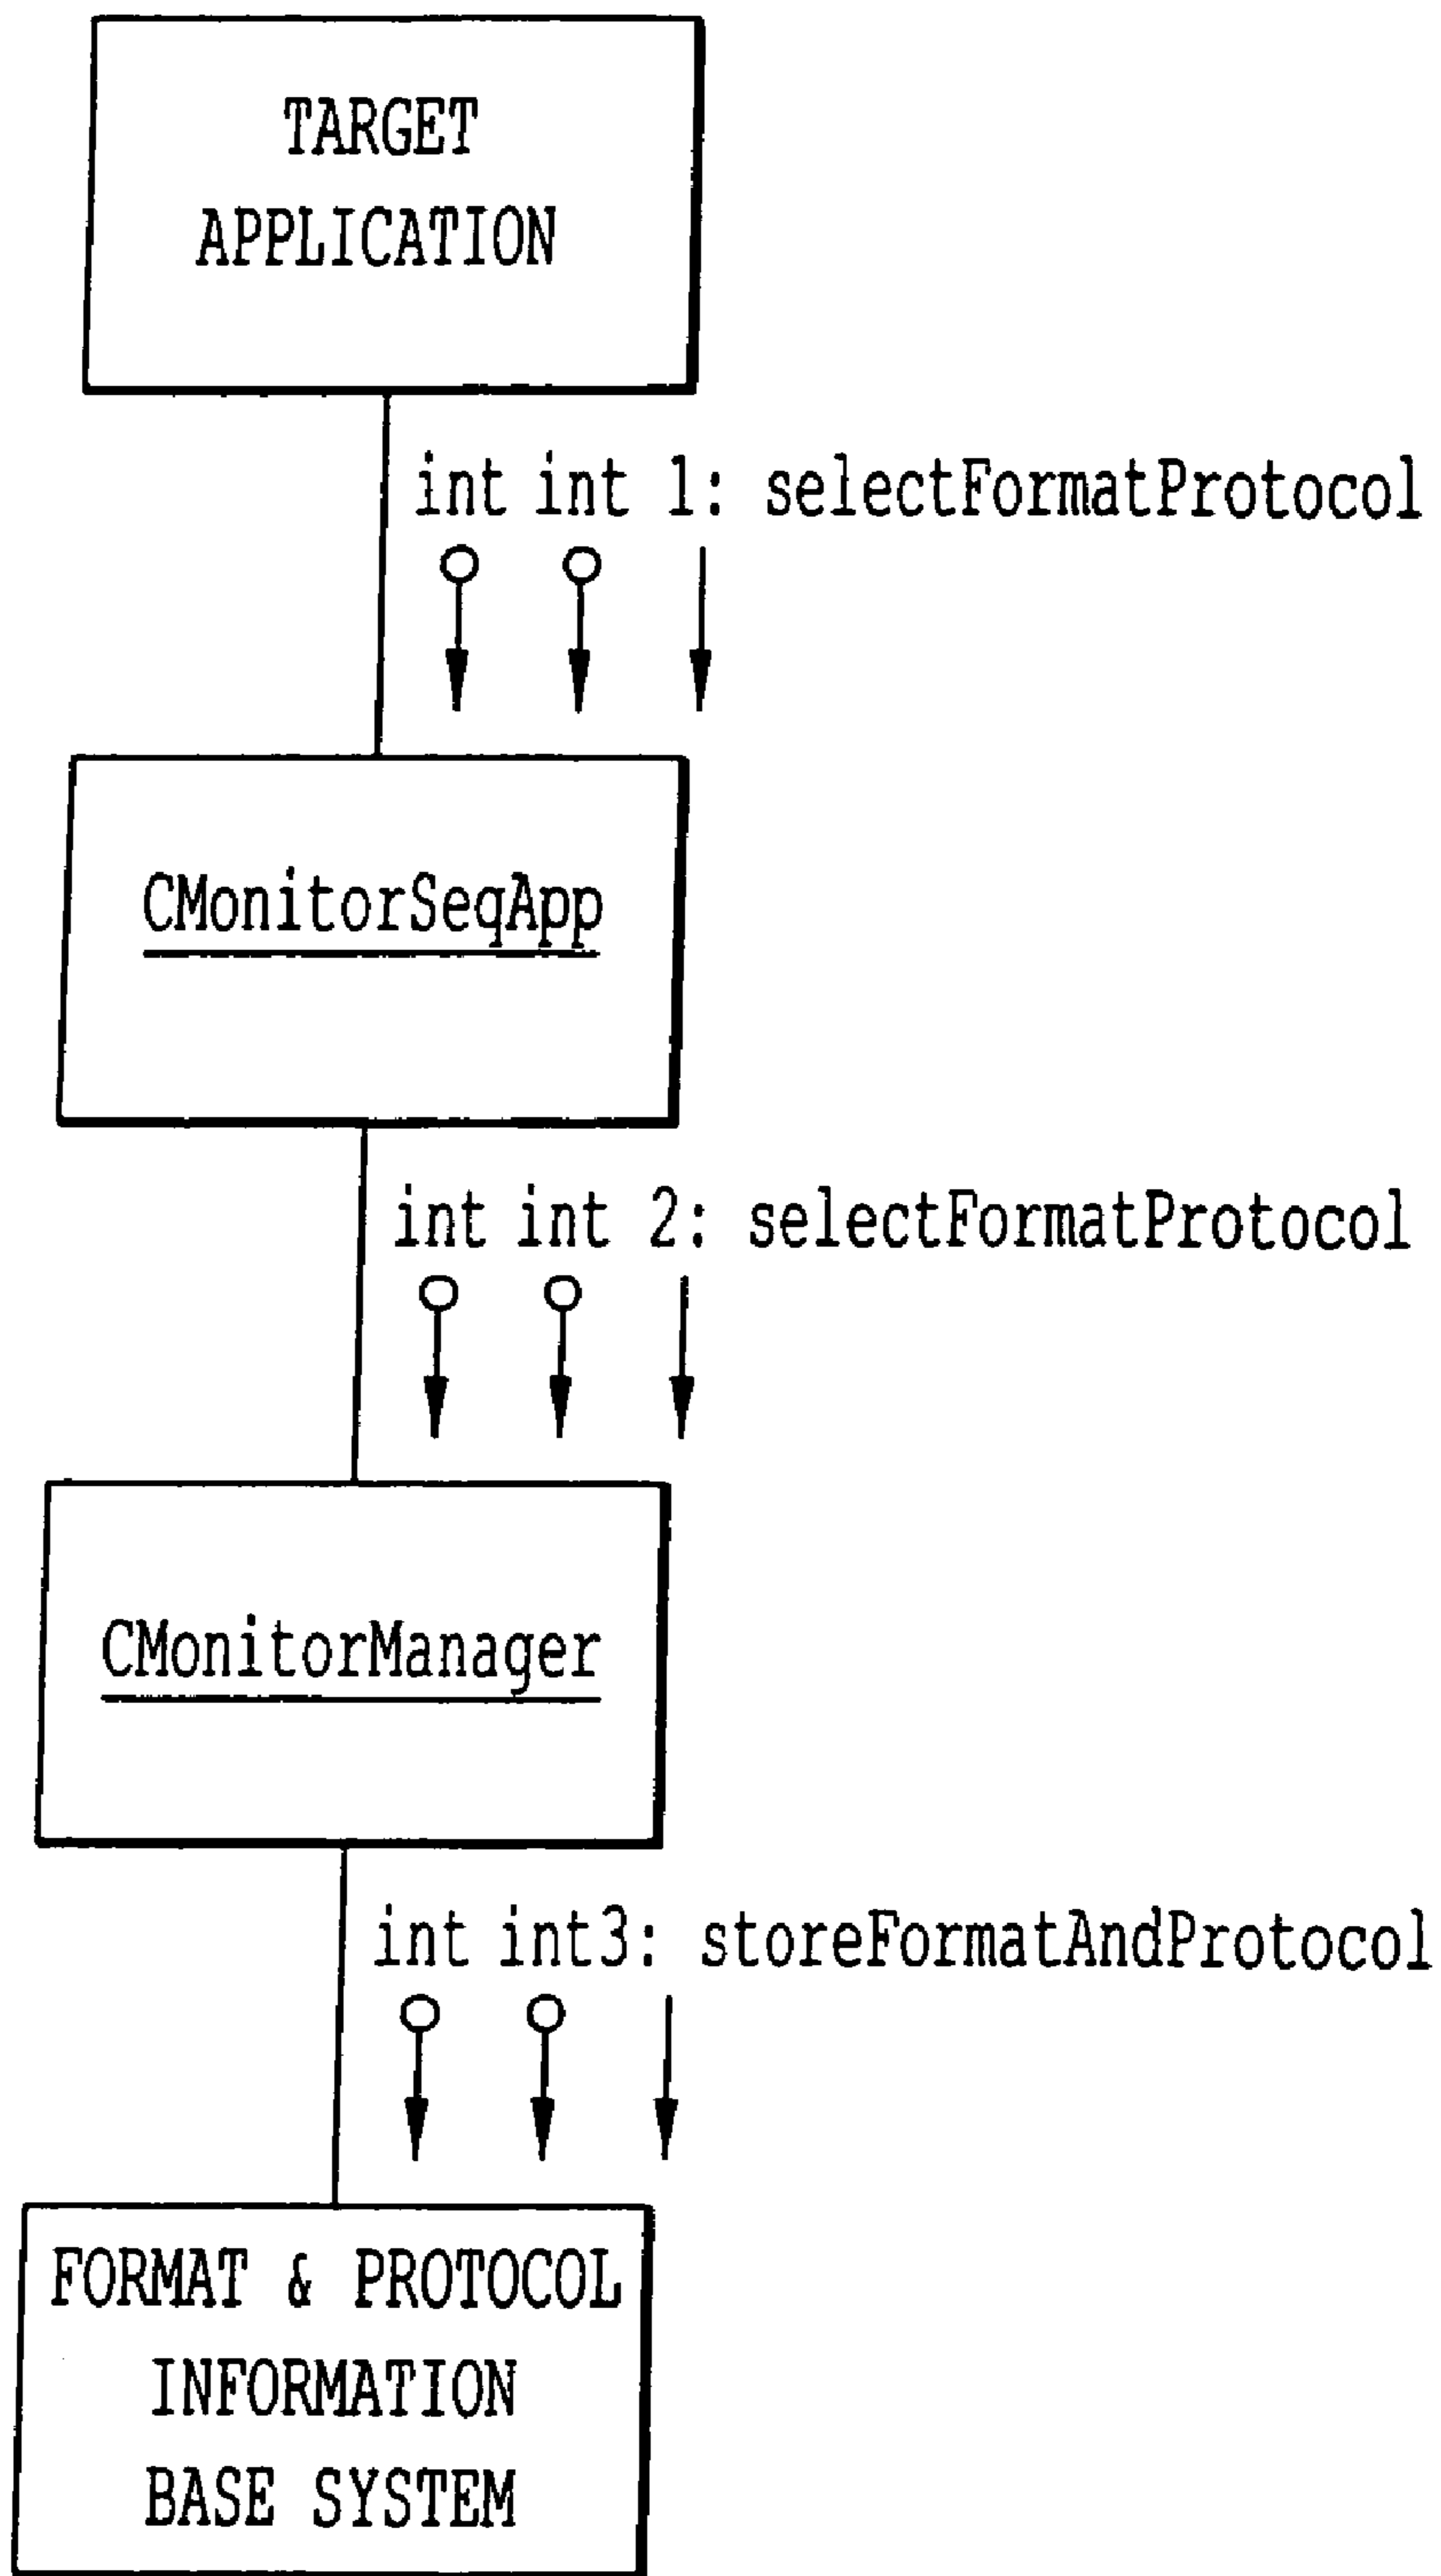 TARGET
APPLICATION
int int 1: selectFormatProtocol
CMonitorSeqApp
int int 2: selectFormatProtocol
CMonitorManager
int int3: storeFormatAndProtocol
FORMAT & PROTOCOL
INFORMATION
BASE SYSTEM